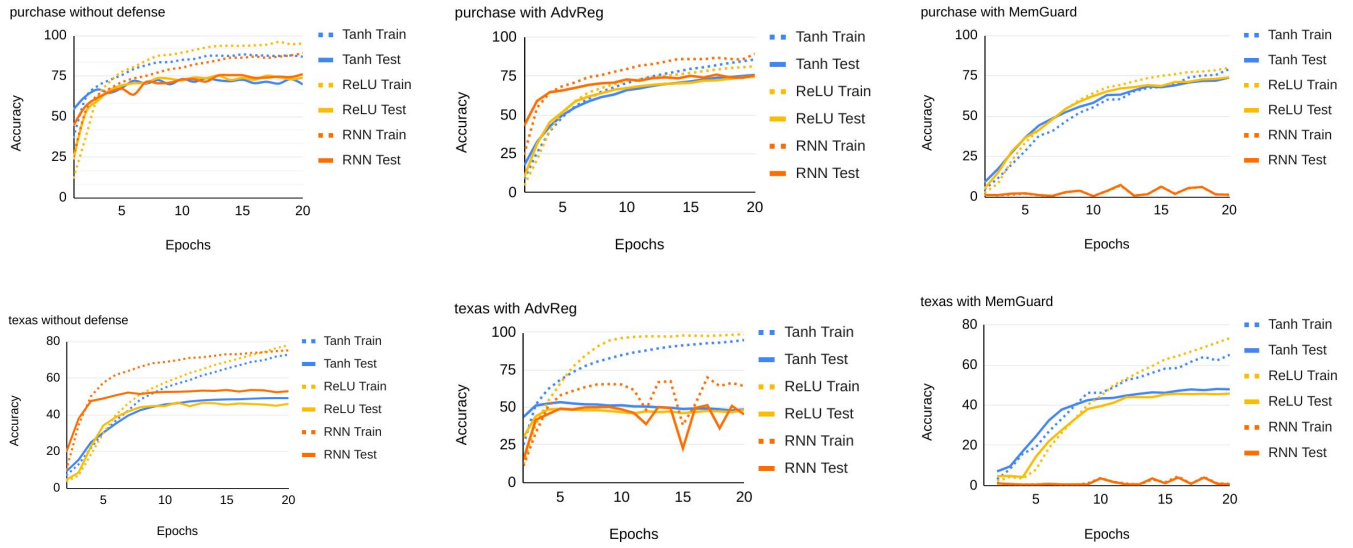 purchase without defense
100
75
50
25
0
Accuracy
5 10 15 20
Epochs
Tanh Train
Tanh Test
ReLU Train
ReLU Test
RNN Train
RNN Test
purchase with AdvReg
100
75
50
25
0
Accuracy
5 10 15 20
Epochs
Tanh Train
Tanh Test
ReLU Train
ReLU Test
RNN Train
RNN Test
purchase with MemGuard
100
75
50
25
0
Accuracy
5 10 15 20
Epochs
Tanh Train
Tanh Test
ReLU Train
ReLU Test
RNN Train
RNN Test
texas without defense
80
60
40
20
0
Accuracy
5 10 15 20
Epochs
Tanh Train
Tanh Test
ReLU Train
ReLU Test
RNN Train
RNN Test
texas with AdvReg
100
75
50
25
0
Accuracy
5 10 15 20
Epochs
Tanh Train
Tanh Test
ReLU Train
ReLU Test
RNN Train
RNN Test
texas with MemGuard
80
60
40
20
0
Accuracy
5 10 15 20
Epochs
Tanh Train
Tanh Test
ReLU Train
ReLU Test
RNN Train
RNN Test